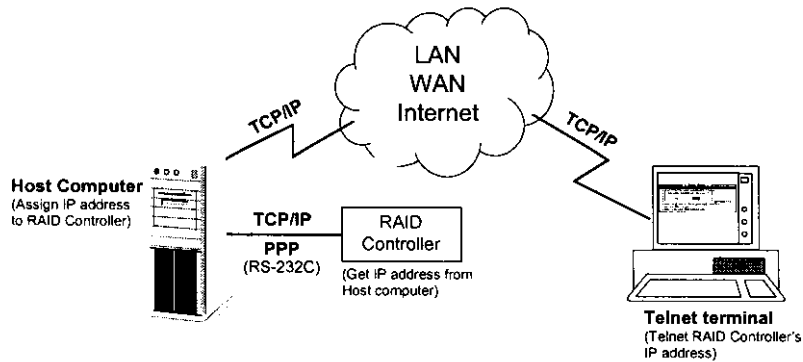 LAN
WAN
Internet
TCP/IP
TCP/IP
Host Computer
(Assign IP address
to RAID Controller)
TCP/IP
PPP
(RS-232C)
RAID
Controller
(Get IP address from
Host computer)
Telnet terminal
(Telnet RAID Controller's
IP address)